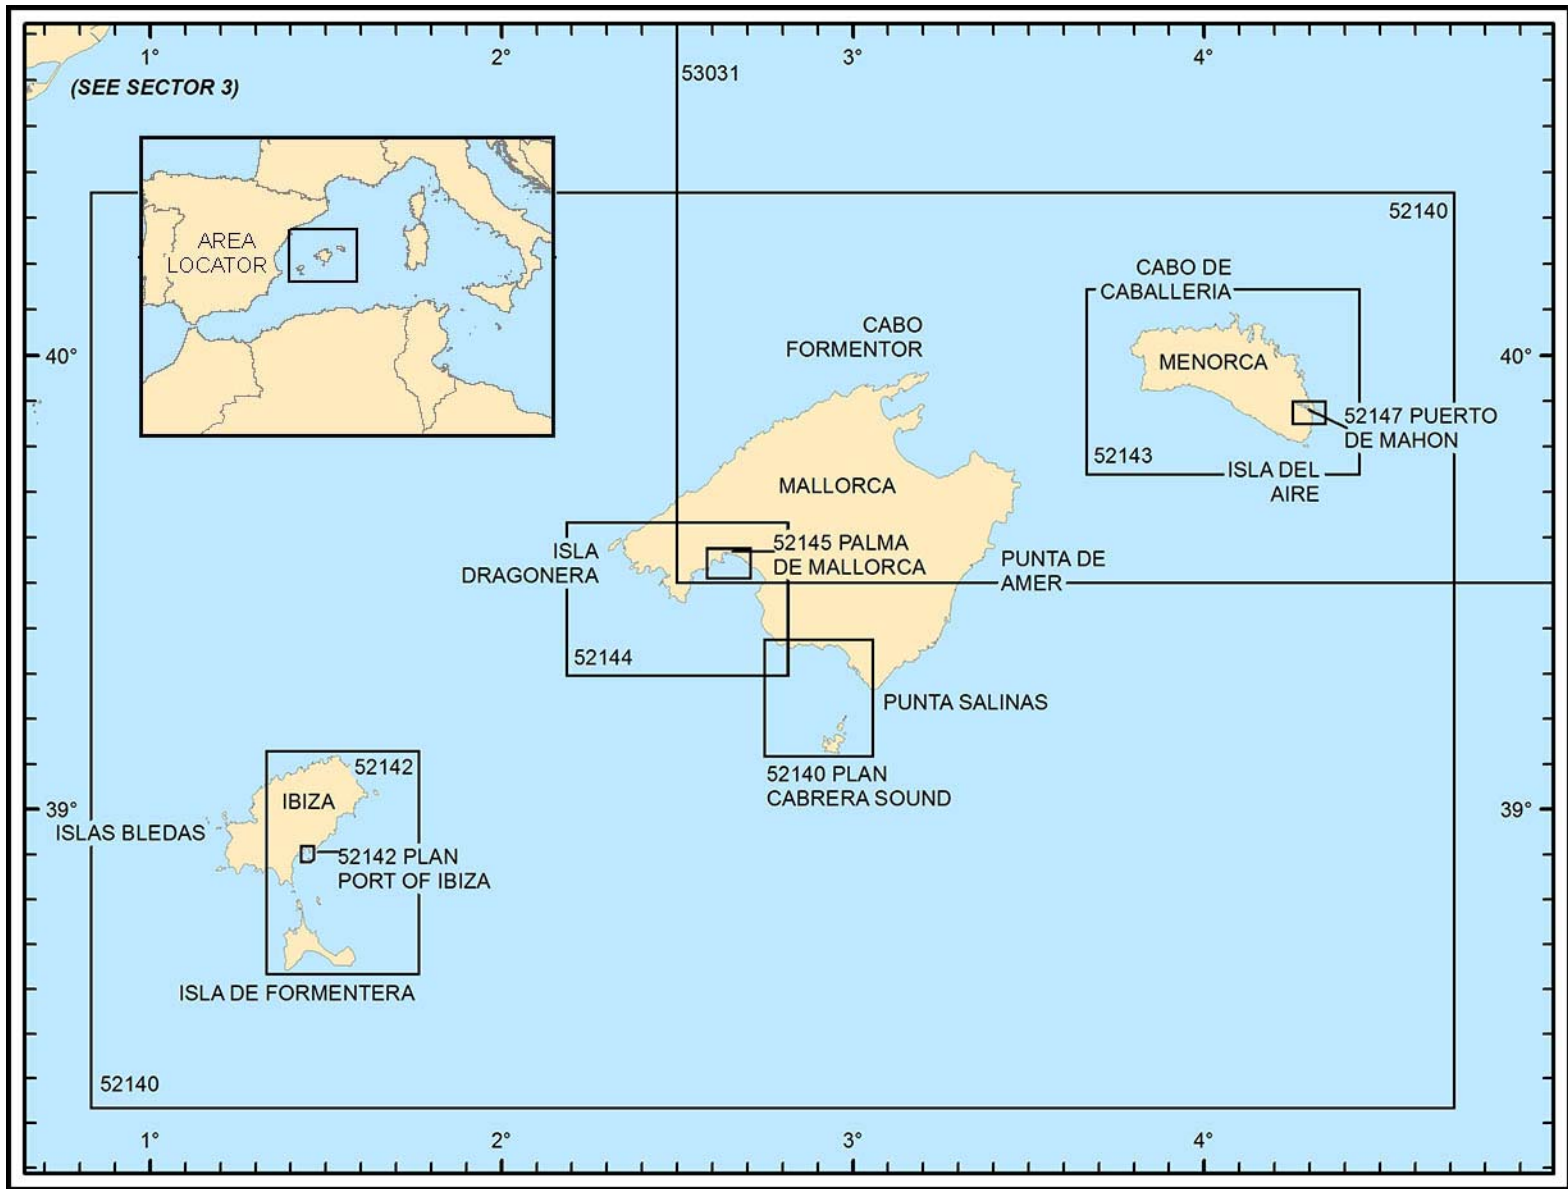 1°
2°
3°
4°
53031
(SEE SECTOR 3)
AREA
LOCATOR
52140
CABO DE
CABALLERIA
CABO
FORMENTOR
40°
40°
MENORCA
52147 PUERTO
DE MAHON
52143
ISLA DEL
AIRE
MALLORCA
ISLA
DRAGONERA
52145 PALMA
DE MALLORCA
PUNTA DE
AMER
52144
PUNTA SALINAS
52140 PLAN
CABRERA SOUND
52142
IBIZA
39°
39°
ISLAS BLEDAS
52142 PLAN
PORT OF IBIZA
ISLA DE FORMENTERA
52140
1°
2°
3°
4°